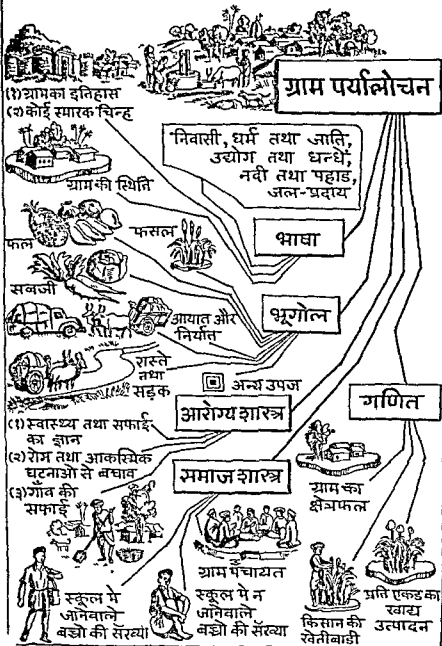 ग्राम पर्यालोचन
(१) ग्रामका इतिहास
(२) कोई स्मारक चिन्ह
निवासी, धर्म तथा जाति,
उद्योग तथा धन्धे,
नदी तथा पहाड,
जल-प्रदाय
ग्राम की स्थिति
भाषा
फल
फसल
सबजी
भूगोल
आयात और
निर्यात
रास्ते
तथा
सड़क
अन्य उपज
आरोग्य शास्त्र
गणित
(१) स्वास्थ्य तथा सफाई
का ज्ञान
(२) रोग तथा आकस्मिक
घटनाओ से बचाव
(३) गाँव की
सफाई
समाज शास्त्र
ग्राम का
क्षेत्रफल
ग्राम पंचायत
स्कूल मे
जानेवाले
बच्चो की संख्या
स्कूल मे न
जानेवाले
बच्चो की संख्या
किसान की
खेतीबाडी
प्रति एकड का
खाद्य
उत्पादन